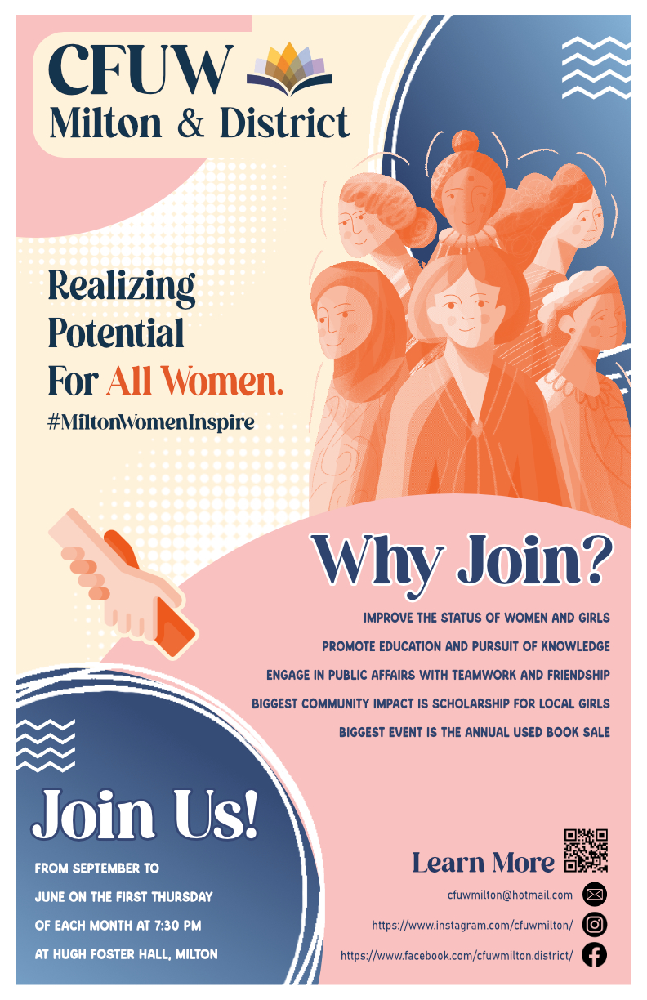 CFUW
Milton & District
Realizing
Potential
For All Women.
#MiltonWomenInspire
Why Join?
IMPROVE THE STATUS OF WOMEN AND GIRLS
PROMOTE EDUCATION AND PURSUIT OF KNOWLEDGE
ENGAGE IN PUBLIC AFFAIRS WITH TEAMWORK AND FRIENDSHIP
BIGGEST COMMUNITY IMPACT IS SCHOLARSHIP FOR LOCAL GIRLS
BIGGEST EVENT IS THE ANNUAL USED BOOK SALE
Join Us!
FROM SEPTEMBER TO
JUNE ON THE FIRST THURSDAY
OF EACH MONTH AT 7:30 PM
AT HUGH FOSTER HALL, MILTON
Learn More
cfuwmilton@hotmail.com
https://www.instagram.com/cfuwmilton/
https://www.facebook.com/cfuwmilton.district/